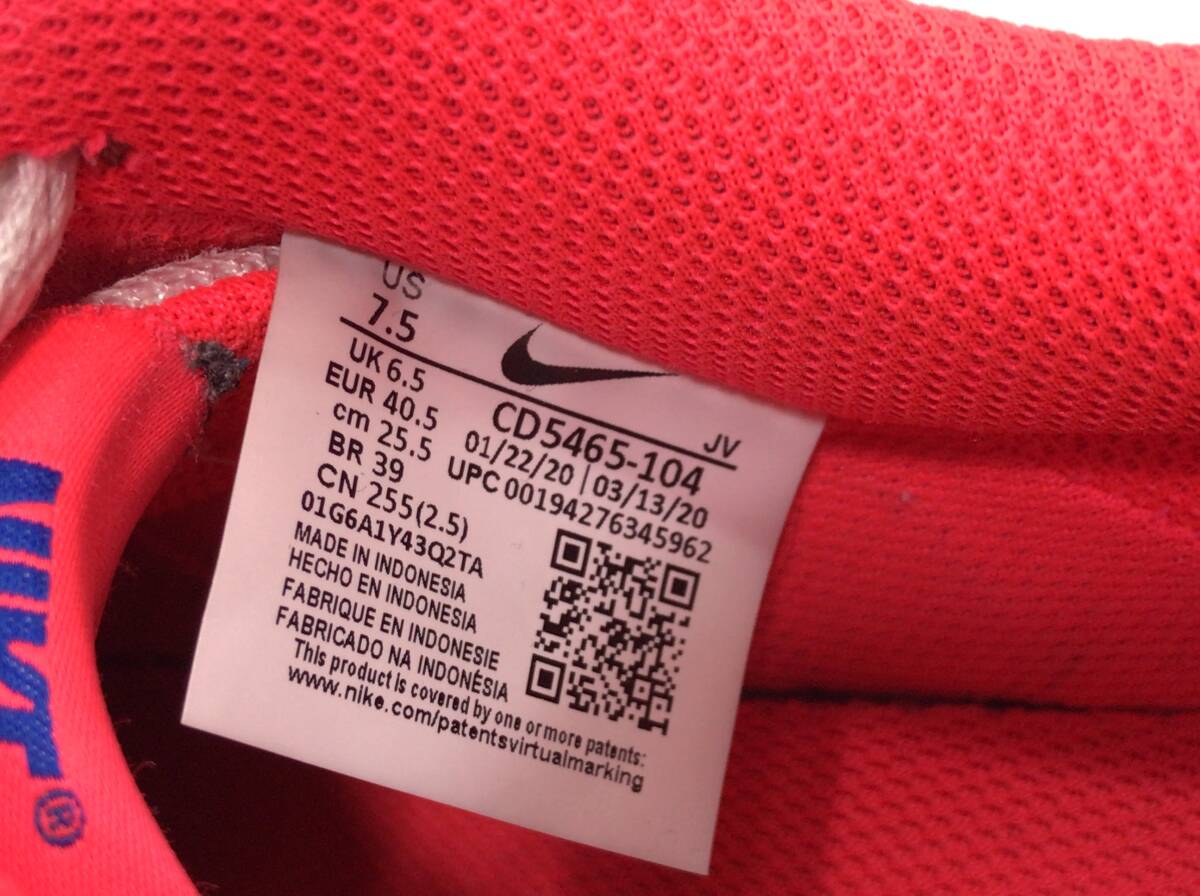 US
7.5
UK 6.5
EUR 40.5
cm 25.5
BR 39
CN 255(2.5)
JV
CD5465-104
01/22/20 | 03/13/20
UPC 00194276345962
01G6A1Y43Q2TA
MADE IN INDONESIA
HECHO EN INDONESIA
FABRIQUE EN INDONESIE
FABRICADO NA INDONÉSIA
This product is covered by one or more patents:
www.nike.com/patentsvirtualmarking
NIKE®